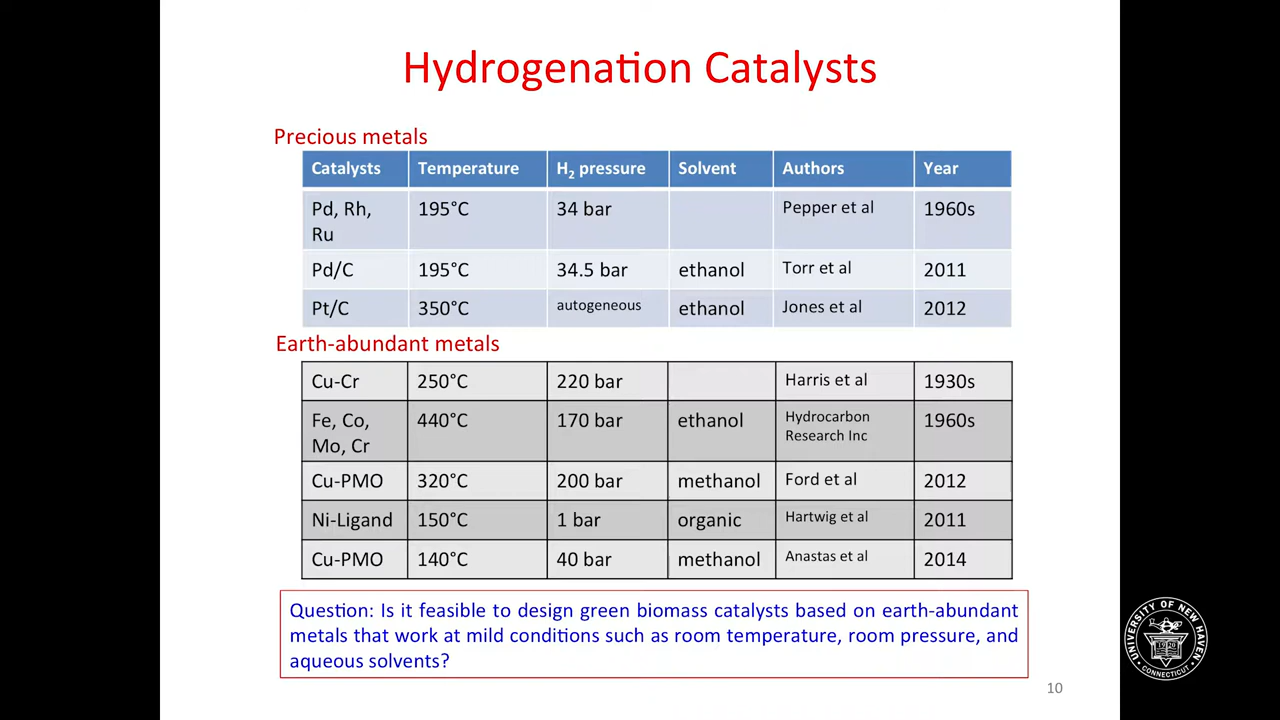 Hydrogenation Catalysts
Precious metals
Catalysts Temperature H₂ pressure Solvent Authors Year
Pd, Rh, Ru 195°C 34 bar Pepper et al 1960s
Pd/C 195°C 34.5 bar ethanol Torr et al 2011
Pt/C 350°C autogeneous ethanol Jones et al 2012
Earth-abundant metals
Cu-Cr 250°C 220 bar Harris et al 1930s
Fe, Co, Mo, Cr 440°C 170 bar ethanol Hydrocarbon Research Inc 1960s
Cu-PMO 320°C 200 bar methanol Ford et al 2012
Ni-Ligand 150°C 1 bar organic Hartwig et al 2011
Cu-PMO 140°C 40 bar methanol Anastas et al 2014
Question: Is it feasible to design green biomass catalysts based on earth-abundant
metals that work at mild conditions such as room temperature, room pressure, and
aqueous solvents?
UNIVERSITY OF NEW HAVEN
CONNECTICUT
10